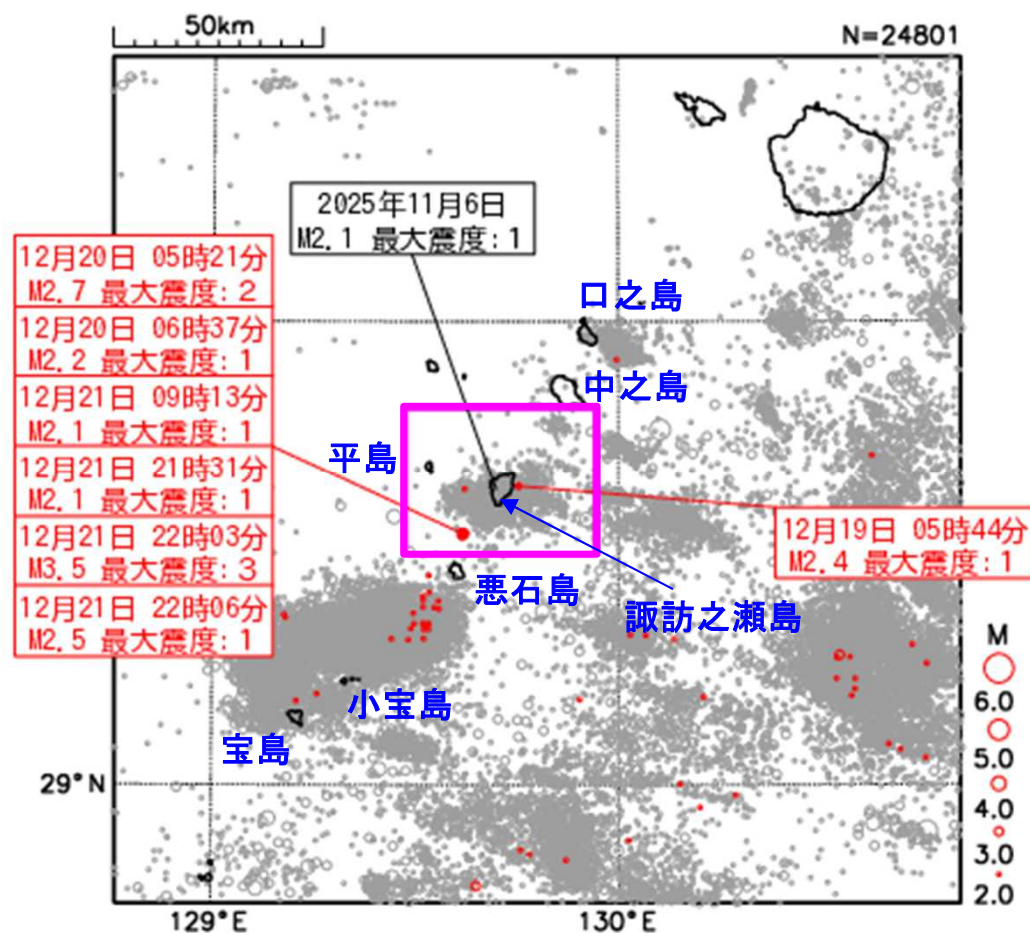 50km
N=24801
2025年11月6日
M2.1 最大震度:1
12月20日 05時21分
M2.7 最大震度:2
12月20日 06時37分
M2.2 最大震度:1
12月21日 09時13分
M2.1 最大震度:1
12月21日 21時31分
M2.1 最大震度:1
12月21日 22時03分
M3.5 最大震度:3
12月21日 22時06分
M2.5 最大震度:1
口之島
中之島
平島
12月19日 05時44分
M2.4 最大震度:1
悪石島
諏訪之瀬島
小宝島
宝島
M
6.0
5.0
4.0
3.0
2.0
29°N
129°E
130°E